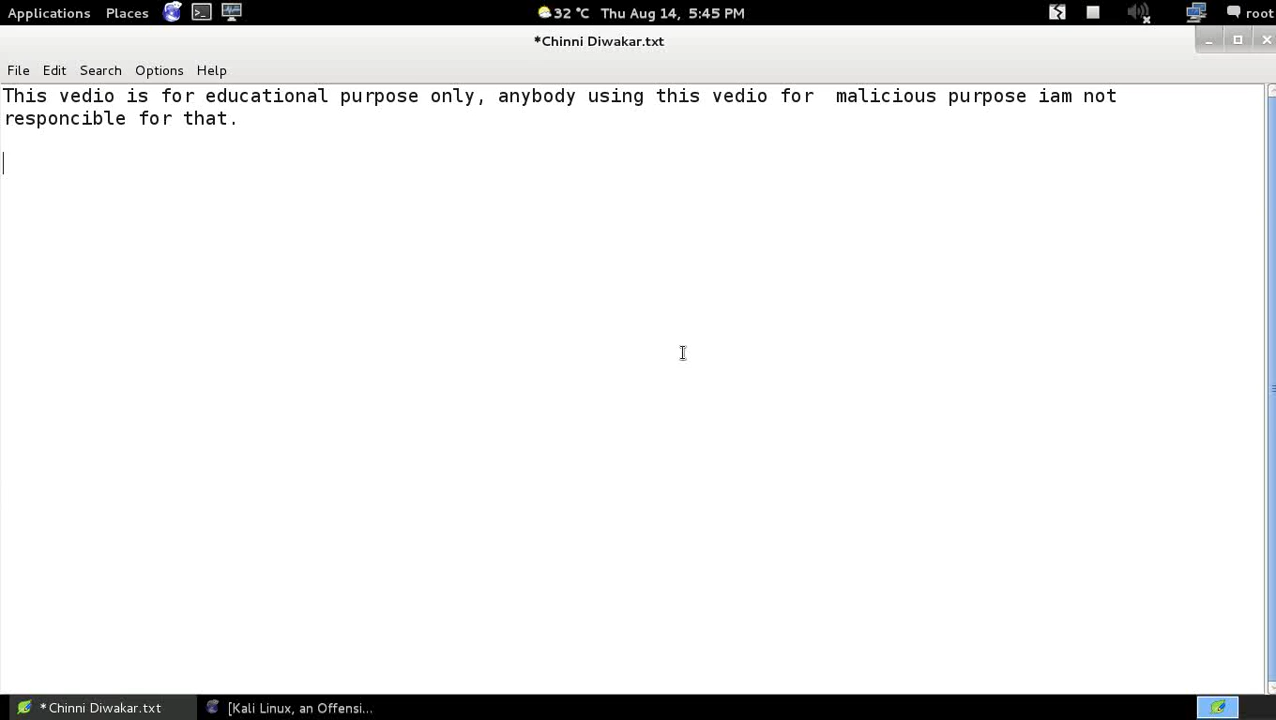 Applications Places 32 °C Thu Aug 14, 5:45 PM root
*Chinni Diwakar.txt
File Edit Search Options Help
This vedio is for educational purpose only, anybody using this vedio for  malicious purpose iam not
responcible for that.
*Chinni Diwakar.txt [Kali Linux, an Offensi...